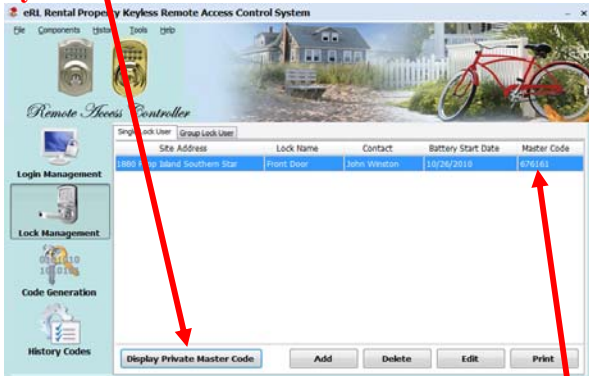 eRL Rental Property Keyless Remote Access Control System
File Components History Tools Help
Remote Access Controller
Single Lock User Group Lock User
Site Address Lock Name Contact Battery Start Date Master Code
1880 Island Southern Star Front Door John Winston 10/26/2010 676161
Login Management
Lock Management
Code Generation
History Codes
Display Private Master Code Add Delete Edit Print